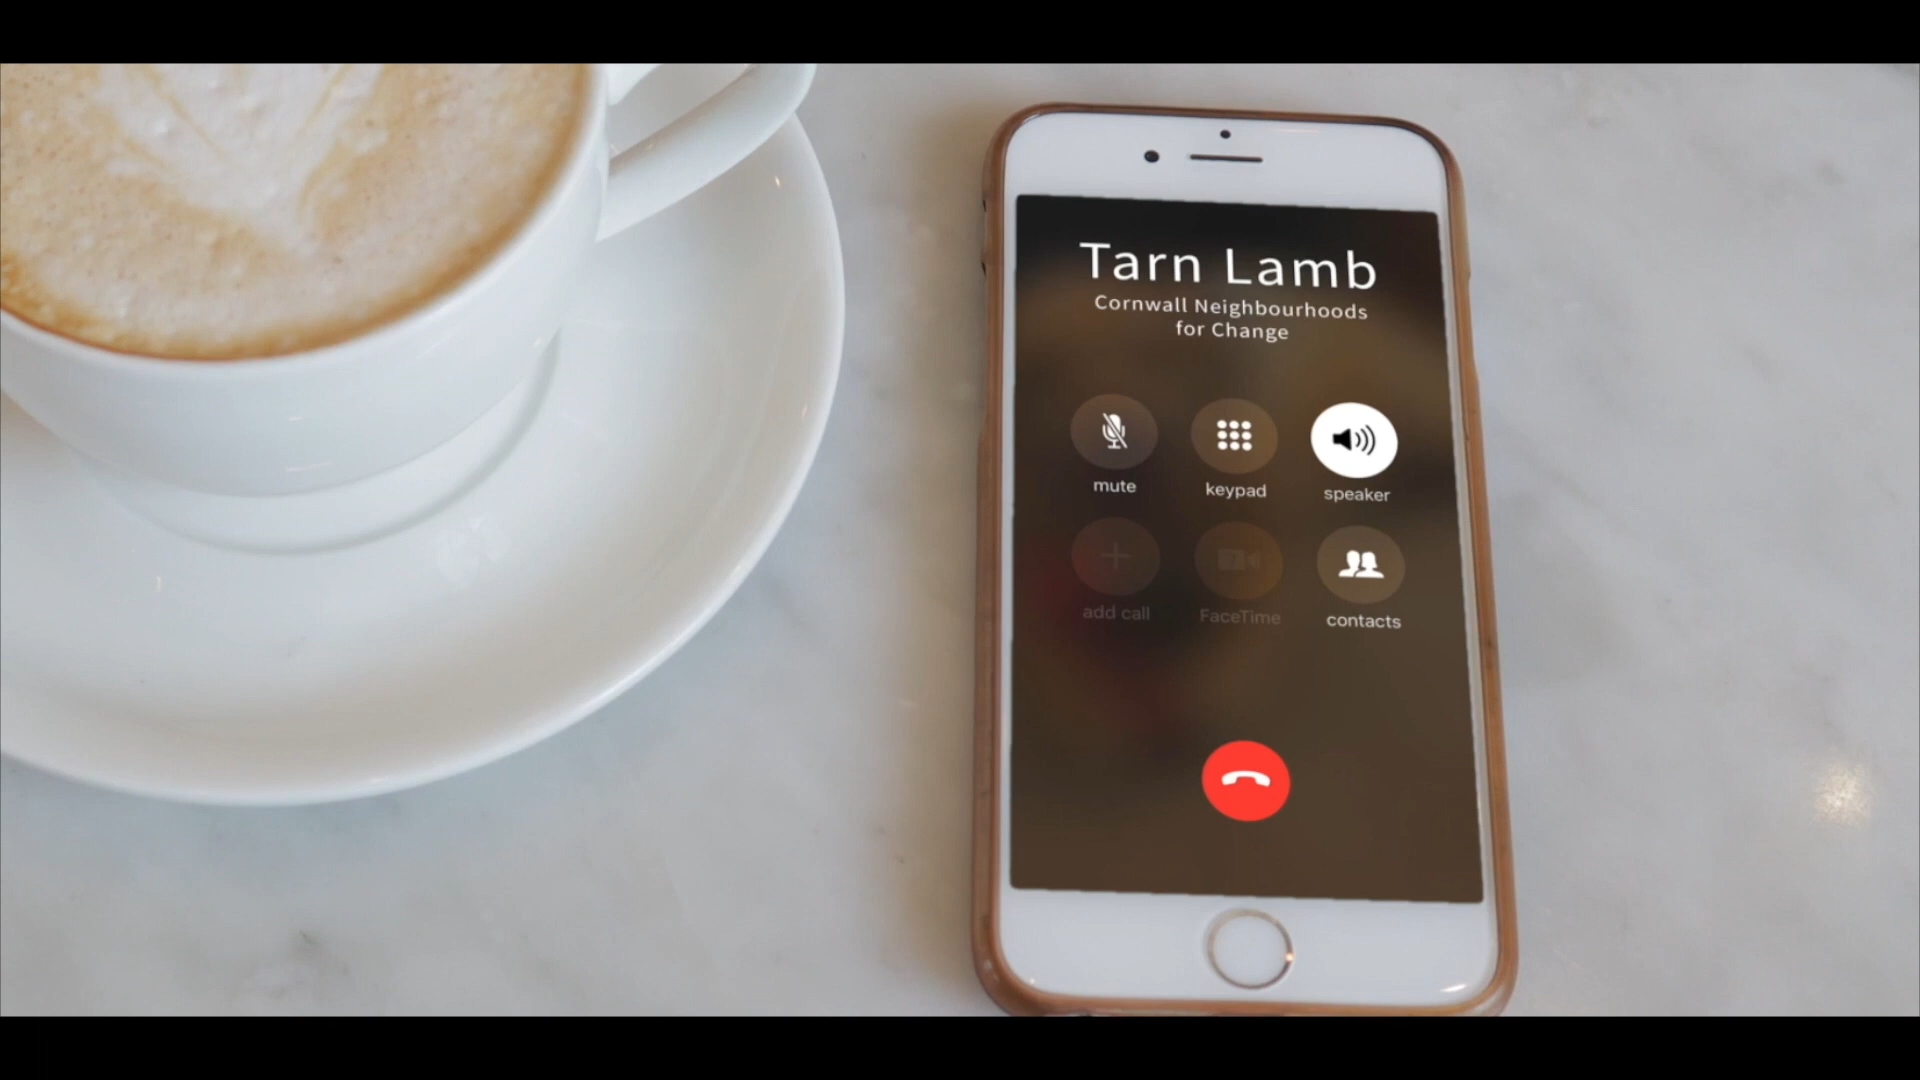 Tarn Lamb
Cornwall Neighbourhoods
for Change
mute
keypad
speaker
add call
FaceTime
contacts